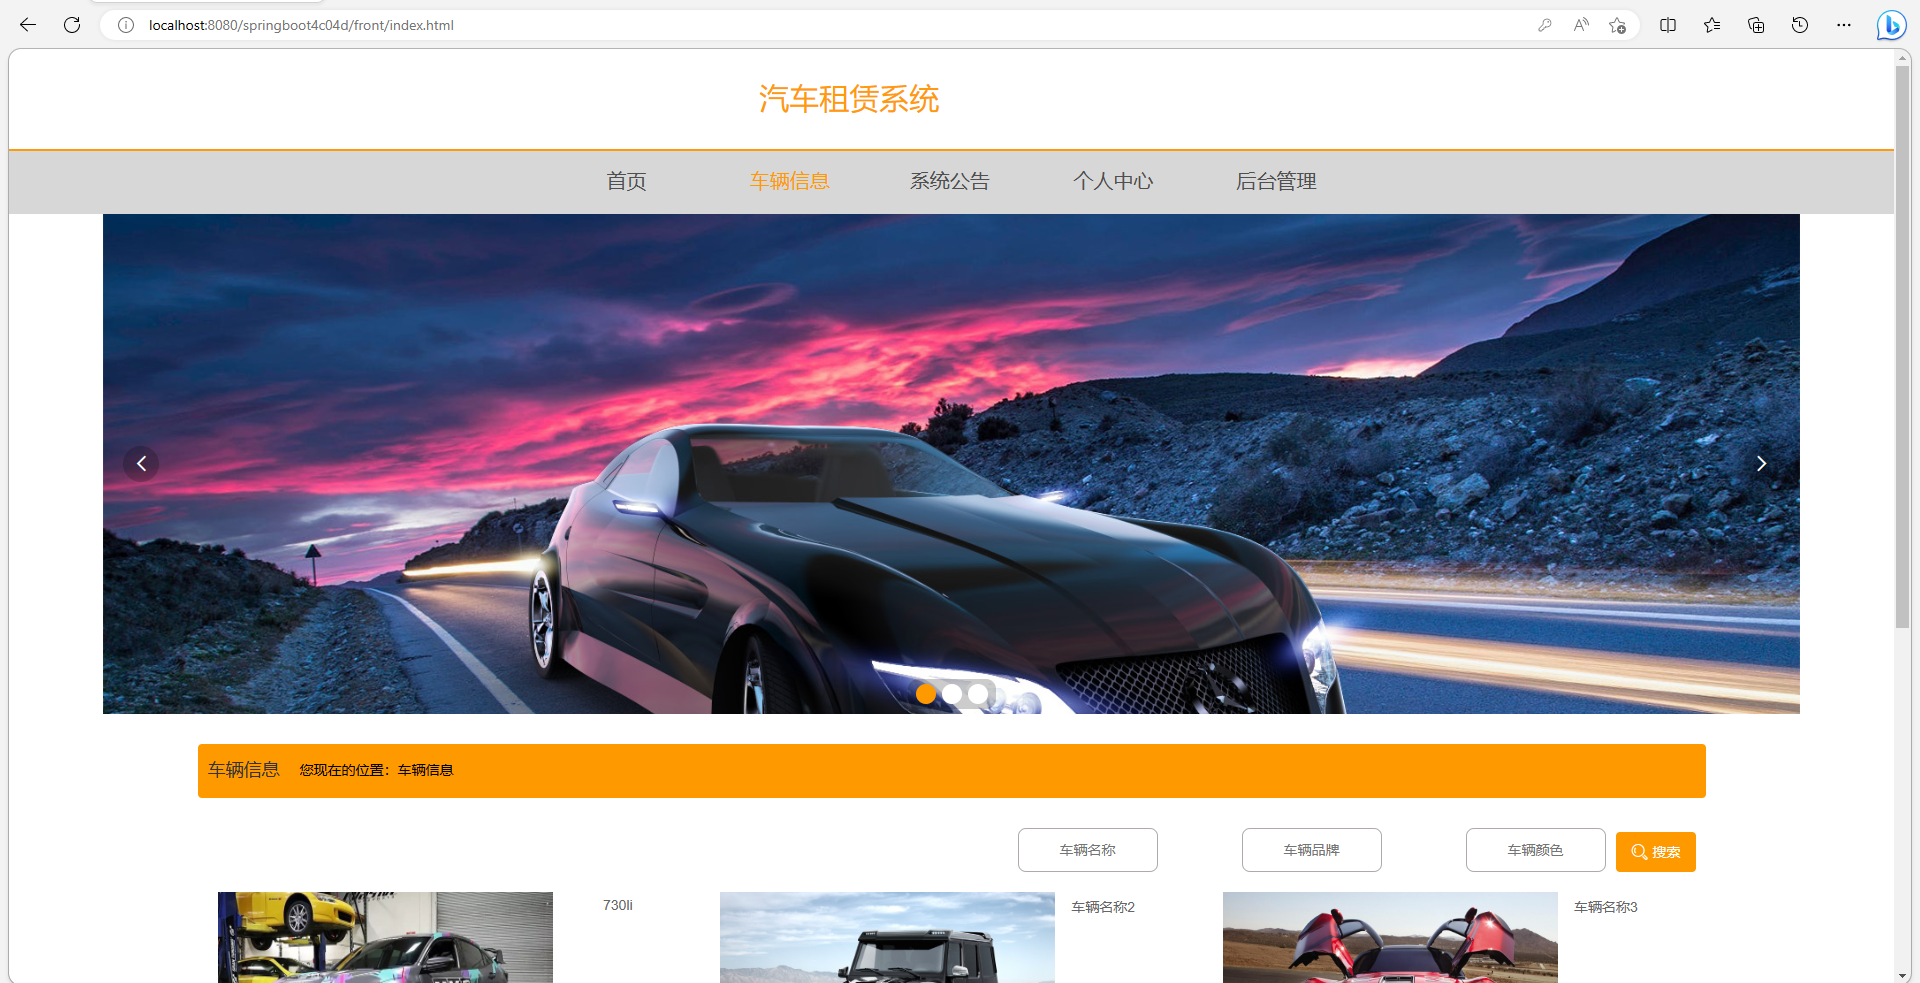 localhost:8080/springboot4c04d/front/index.html
汽车租赁系统
首页 车辆信息 系统公告 个人中心 后台管理
车辆信息 您现在的位置：车辆信息
车辆名称 车辆品牌 车辆颜色 搜索
730li 车辆名称2 车辆名称3